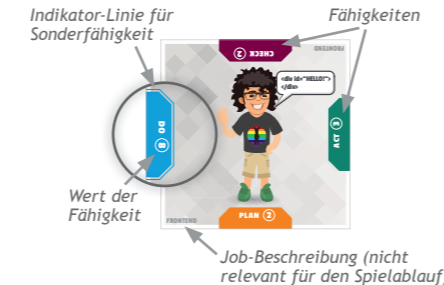 Indikator-Linie für
Sonderfähigkeit
Fähigkeiten
CHECK 2
FRONTEND
<div id="HELLO!">
</div>
DO 8
ACT 3
Wert der
Fähigkeit
PLAN 2
FRONTEND
Job-Beschreibung (nicht
relevant für den Spielablauf)